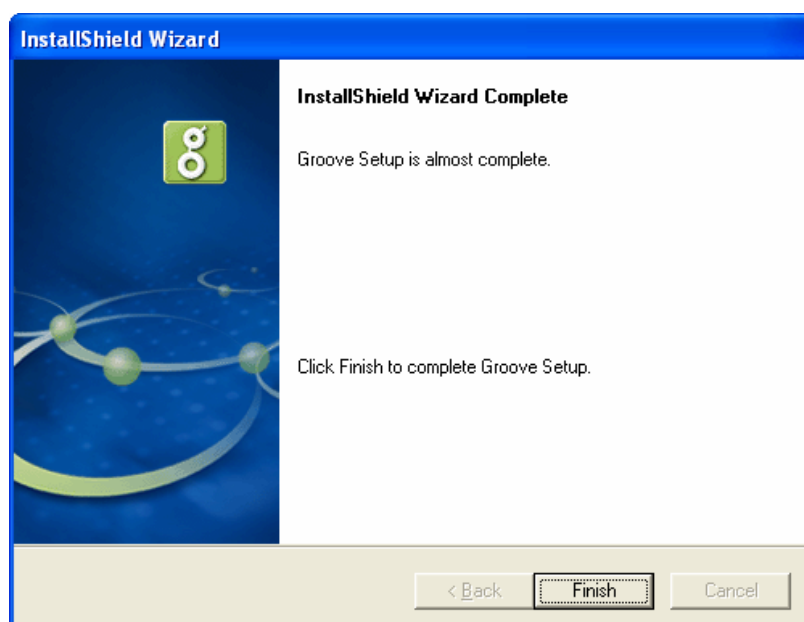 InstallShield Wizard
InstallShield Wizard Complete
Groove Setup is almost complete.
Click Finish to complete Groove Setup.
< Back
Finish
Cancel